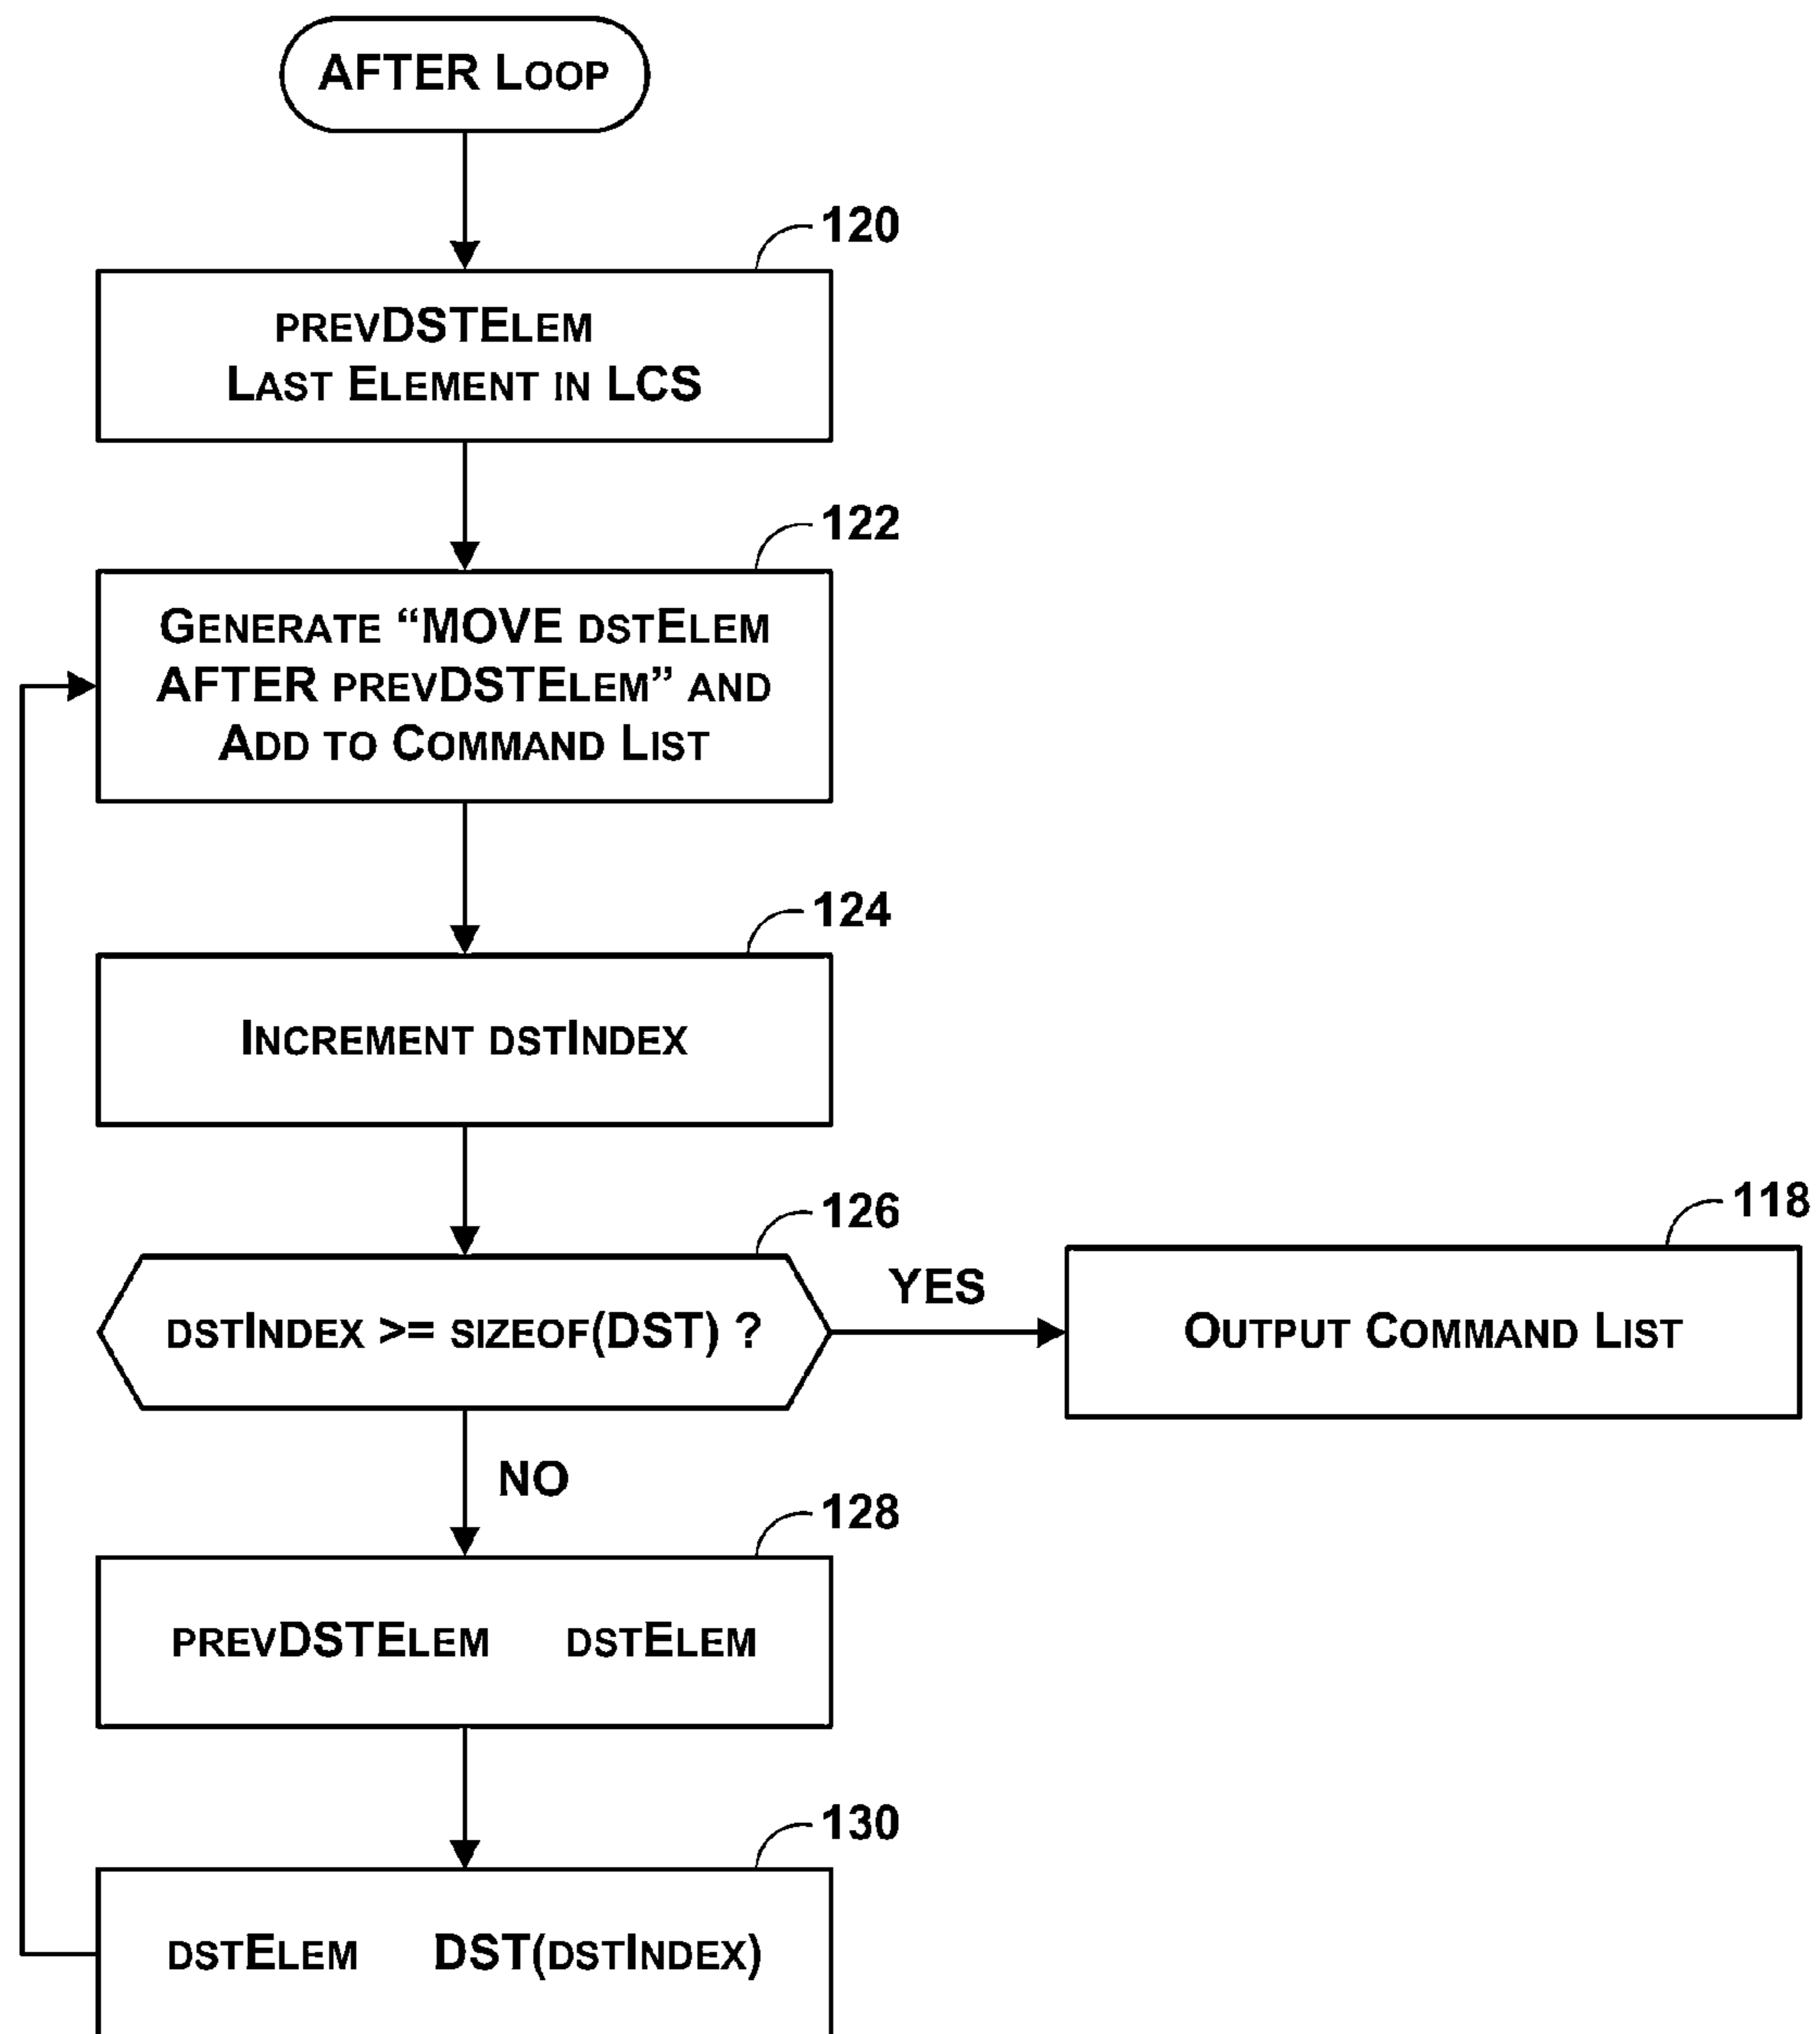 AFTER LOOP
120
PREVDSTELEM
LAST ELEMENT IN LCS
122
GENERATE “MOVE DSTELEM
AFTER PREVDSTELEM” AND
ADD TO COMMAND LIST
124
INCREMENT DSTINDEX
126
DSTINDEX >= SIZEOF(DST) ?
YES
118
OUTPUT COMMAND LIST
NO
128
PREVDSTELEM DSTELEM
130
DSTELEM DST(DSTINDEX)